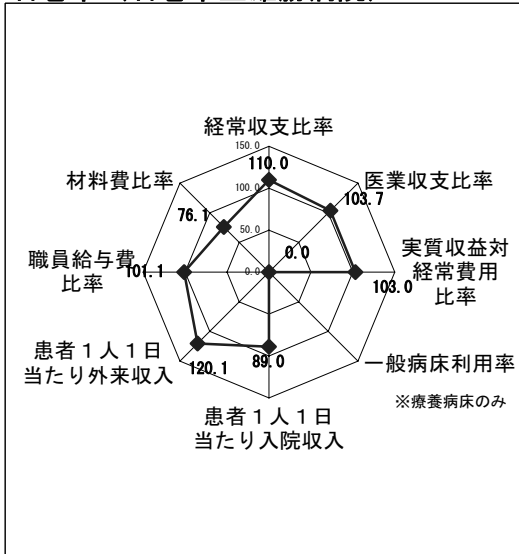 経常収支比率
150.0
110.0
材料費比率
医業収支比率
100.0
76.1
103.7
50.0
0.0
職員給与費
比率
実質収益対
経常費用
比率
101.1
0.0
103.0
患者１人１日
当たり外来収入
120.1
89.0
一般病床利用率
※療養病床のみ
患者１人１日
当たり入院収入